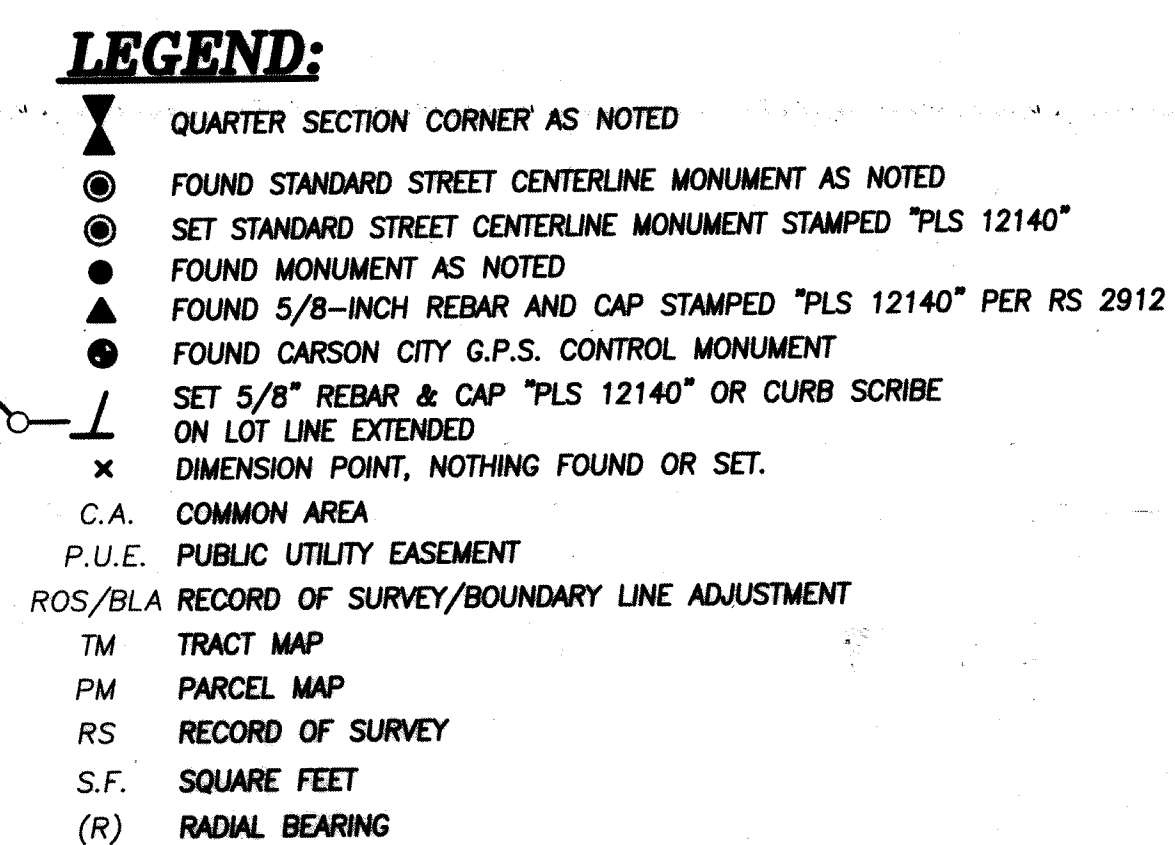 LEGEND:
QUARTER SECTION CORNER AS NOTED
FOUND STANDARD STREET CENTERLINE MONUMENT AS NOTED
SET STANDARD STREET CENTERLINE MONUMENT STAMPED "PLS 12140"
FOUND MONUMENT AS NOTED
FOUND 5/8-INCH REBAR AND CAP STAMPED "PLS 12140" PER RS 2912
FOUND CARSON CITY G.P.S. CONTROL MONUMENT
SET 5/8" REBAR & CAP "PLS 12140" OR CURB SCRIBE
ON LOT LINE EXTENDED
DIMENSION POINT, NOTHING FOUND OR SET.
C.A. COMMON AREA
P.U.E. PUBLIC UTILITY EASEMENT
ROS/BLA RECORD OF SURVEY/BOUNDARY LINE ADJUSTMENT
TM TRACT MAP
PM PARCEL MAP
RS RECORD OF SURVEY
S.F. SQUARE FEET
(R) RADIAL BEARING